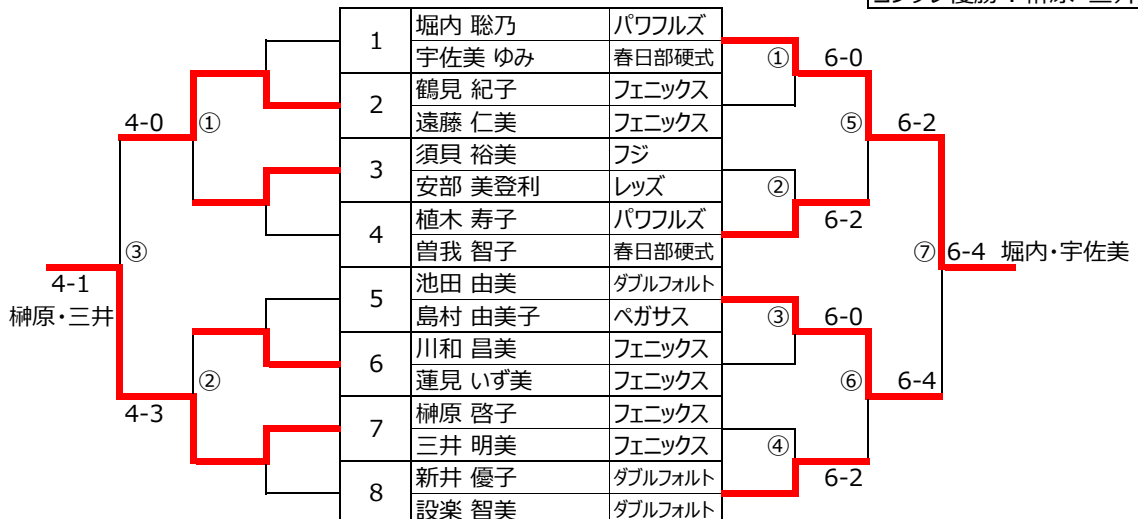 1 堀内 聡乃 パワフルズ
宇佐美 ゆみ 春日部硬式 ① 6-0
2 鶴見 紀子 フェニックス
4-0 ① 遠藤 仁美 フェニックス ⑤ 6-2
3 須貝 裕美 フジ
安部 美登利 レッズ ②
4 植木 寿子 パワフルズ 6-2
③ 曽我 智子 春日部硬式 ⑦ 6-4 堀内・宇佐美
4-1 5 池田 由美 ダブルフォルト
榊原・三井 島村 由美子 ペガサス ③ 6-0
6 川和 昌美 フェニックス
② 蓮見 いず美 フェニックス ⑥ 6-4
4-3 7 榊原 啓子 フェニックス
三井 明美 フェニックス ④
8 新井 優子 ダブルフォルト 6-2
設楽 智美 ダブルフォルト